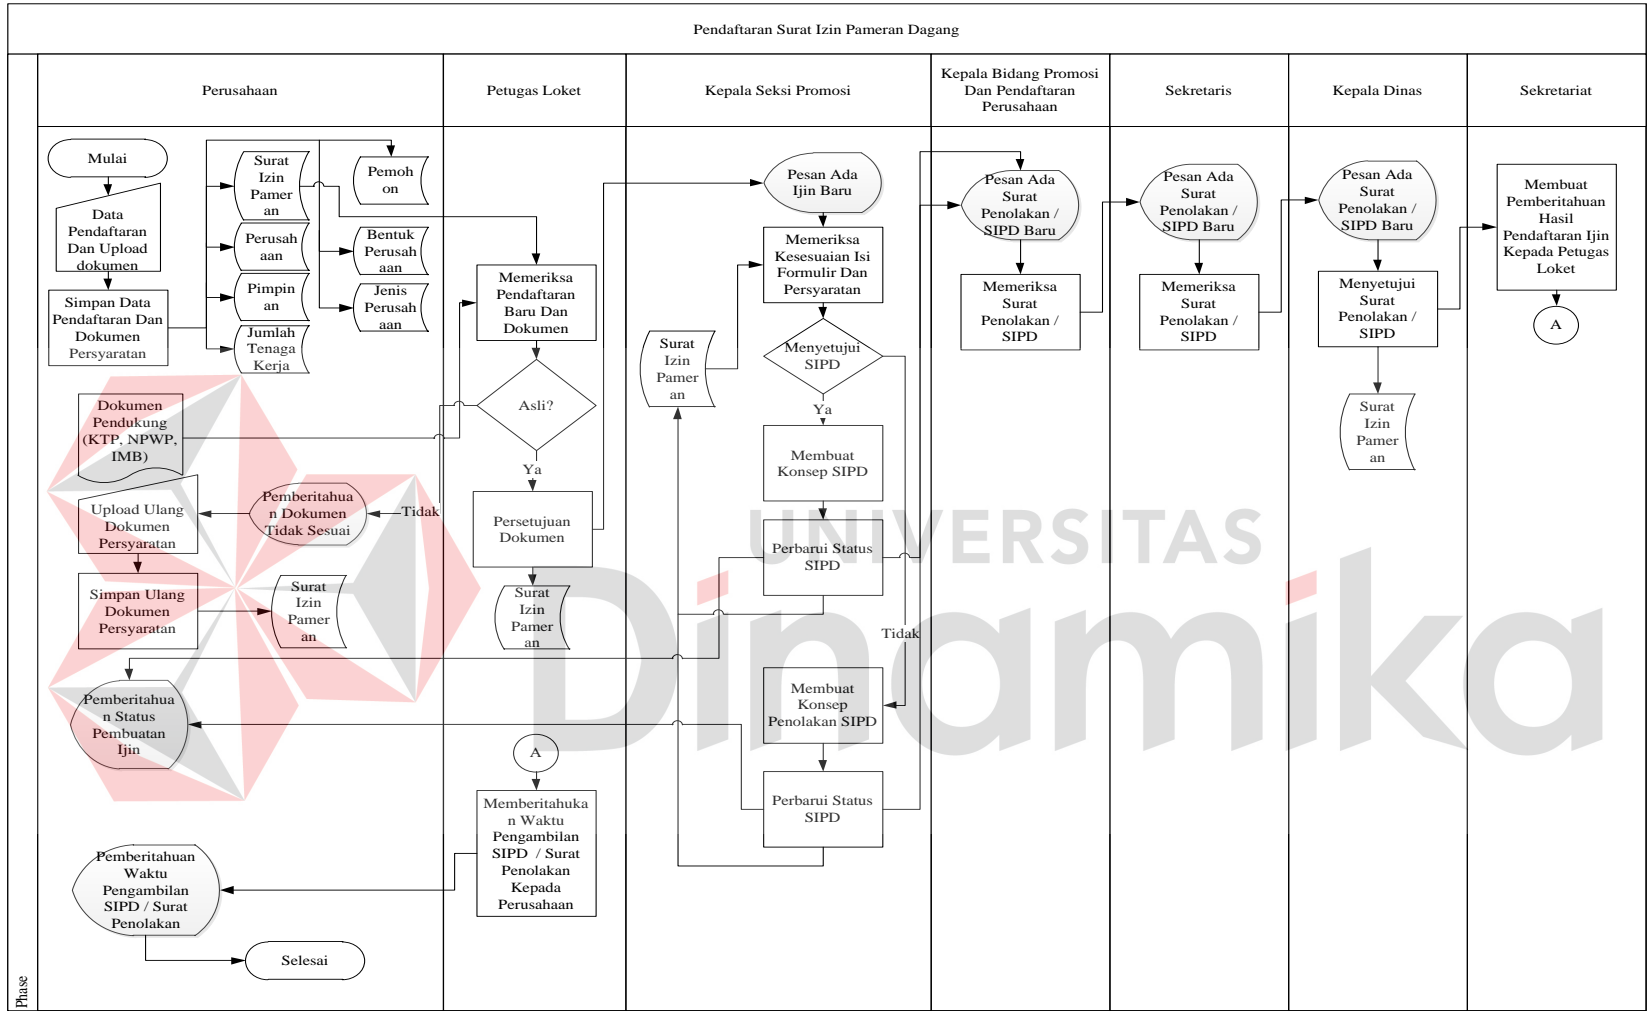 Pendaftaran Surat Izin Pameran Dagang
Phase
Perusahaan
Petugas Loket
Kepala Seksi Promosi
Kepala Bidang Promosi
Dan Pendaftaran
Perusahaan
Sekretaris
Kepala Dinas
Sekretariat
Mulai
Data
Pendaftaran
Dan Upload
dokumen
Simpan Data
Pendaftaran Dan
Dokumen
Persyaratan
Surat
Izin
Pamer
an
Perusah
aan
Pimpin
an
Jumlah
Tenaga
Kerja
Pemoh
on
Bentuk
Perusah
aan
Jenis
Perusah
aan
Dokumen
Pendukung
(KTP, NPWP,
IMB)
Upload Ulang
Dokumen
Persyaratan
Pemberitahua
n Dokumen
Tidak Sesuai
Tidak
Simpan Ulang
Dokumen
Persyaratan
Surat
Izin
Pamer
an
Pemberitahua
n Status
Pembuatan
Ijin
Pemberitahuan
Waktu
Pengambilan
SIPD / Surat
Penolakan
Selesai
Memeriksa
Pendaftaran
Baru Dan
Dokumen
Asli?
Ya
Persetujuan
Dokumen
Surat
Izin
Pamer
an
A
Memberitahuka
n Waktu
Pengambilan
SIPD / Surat
Penolakan
Kepada
Perusahaan
Pesan Ada
Ijin Baru
Memeriksa
Kesesuaian Isi
Formulir Dan
Persyaratan
Surat
Izin
Pamer
an
Menyetujui
SIPD
Ya
Membuat
Konsep SIPD
Perbarui Status
SIPD
Tidak
Membuat
Konsep
Penolakan SIPD
Perbarui Status
SIPD
Pesan Ada
Surat
Penolakan /
SIPD Baru
Memeriksa
Surat
Penolakan /
SIPD
Pesan Ada
Surat
Penolakan /
SIPD Baru
Memeriksa
Surat
Penolakan /
SIPD
Pesan Ada
Surat
Penolakan /
SIPD Baru
Menyetujui
Surat
Penolakan /
SIPD
Surat
Izin
Pamer
an
Membuat
Pemberitahuan
Hasil
Pendaftaran Ijin
Kepada Petugas
Loket
A
UNIVERSITAS
Dinamika